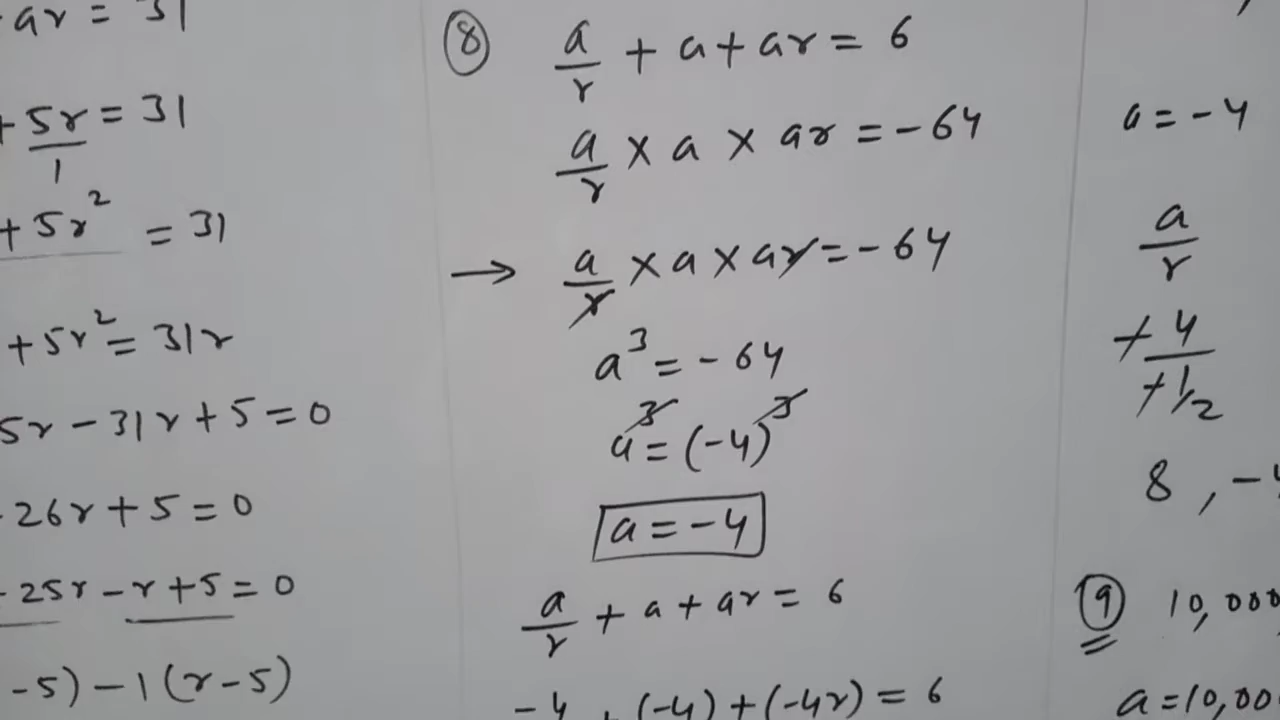 ar = 31
+ 5r/1 = 31
+ 5r² = 31
+ 5r² = 31r
5r - 31r + 5 = 0
- 26r + 5 = 0
- 25r - r + 5 = 0
- 5) - 1 (r - 5)
⑧ a/r + a + ar = 6
a/r × a × ar = - 64
→ a/r × a × ar = - 64
a³ = - 64
a³ = (-4)³
a = - 4
a/r + a + ar = 6
-4 + (-4) + (-4r) = 6
a = - 4
a/r
+4/+1/2
8 , -4
⑨ 10,000
a = 10,00